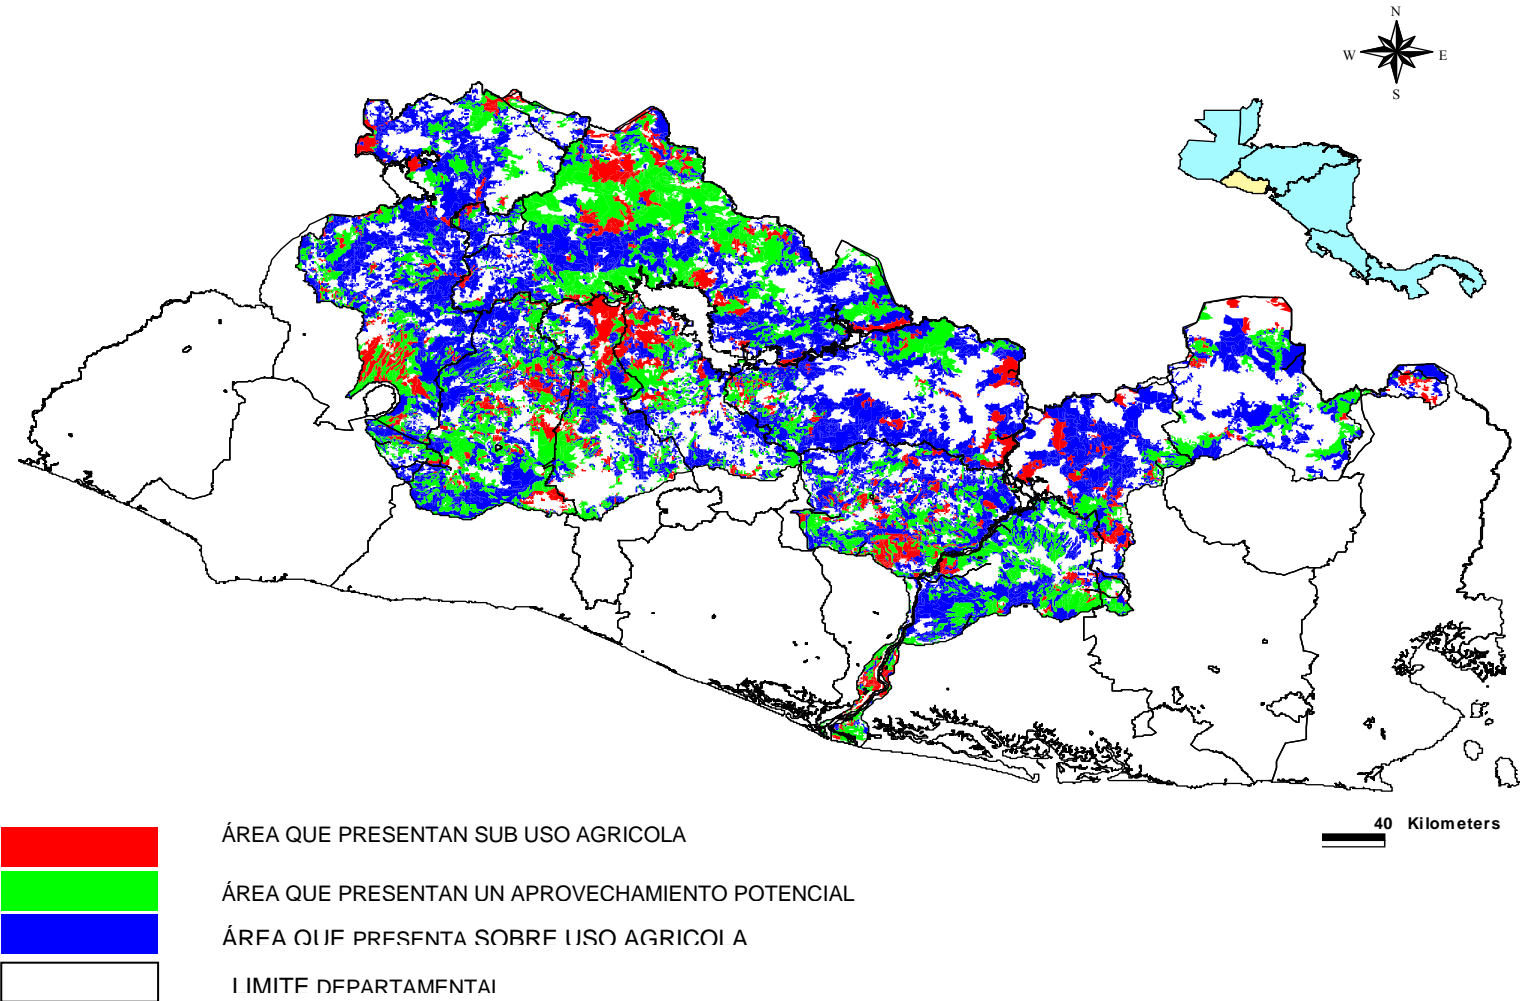 N
W E
S
40 Kilometers
ÁREA QUE PRESENTAN SUB USO AGRICOLA
ÁREA QUE PRESENTAN UN APROVECHAMIENTO POTENCIAL
ÁREA QUE PRESENTA SOBRE USO AGRICOLA
LIMITE DEPARTAMENTAL